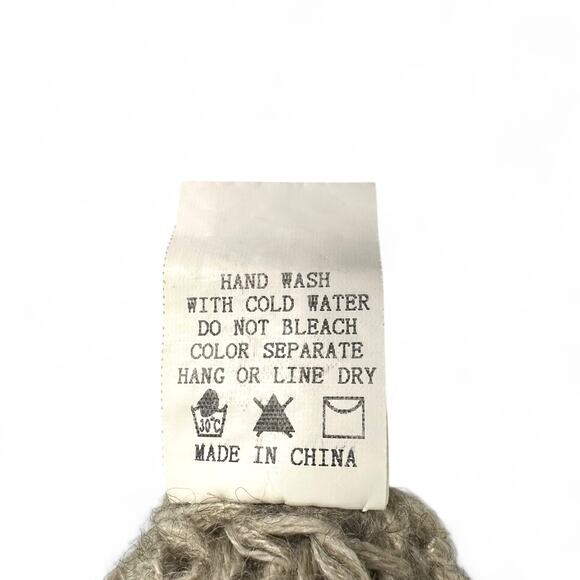 HAND WASH
WITH COLD WATER
DO NOT BLEACH
COLOR SEPARATE
HANG OR LINE DRY
30°C
MADE IN CHINA